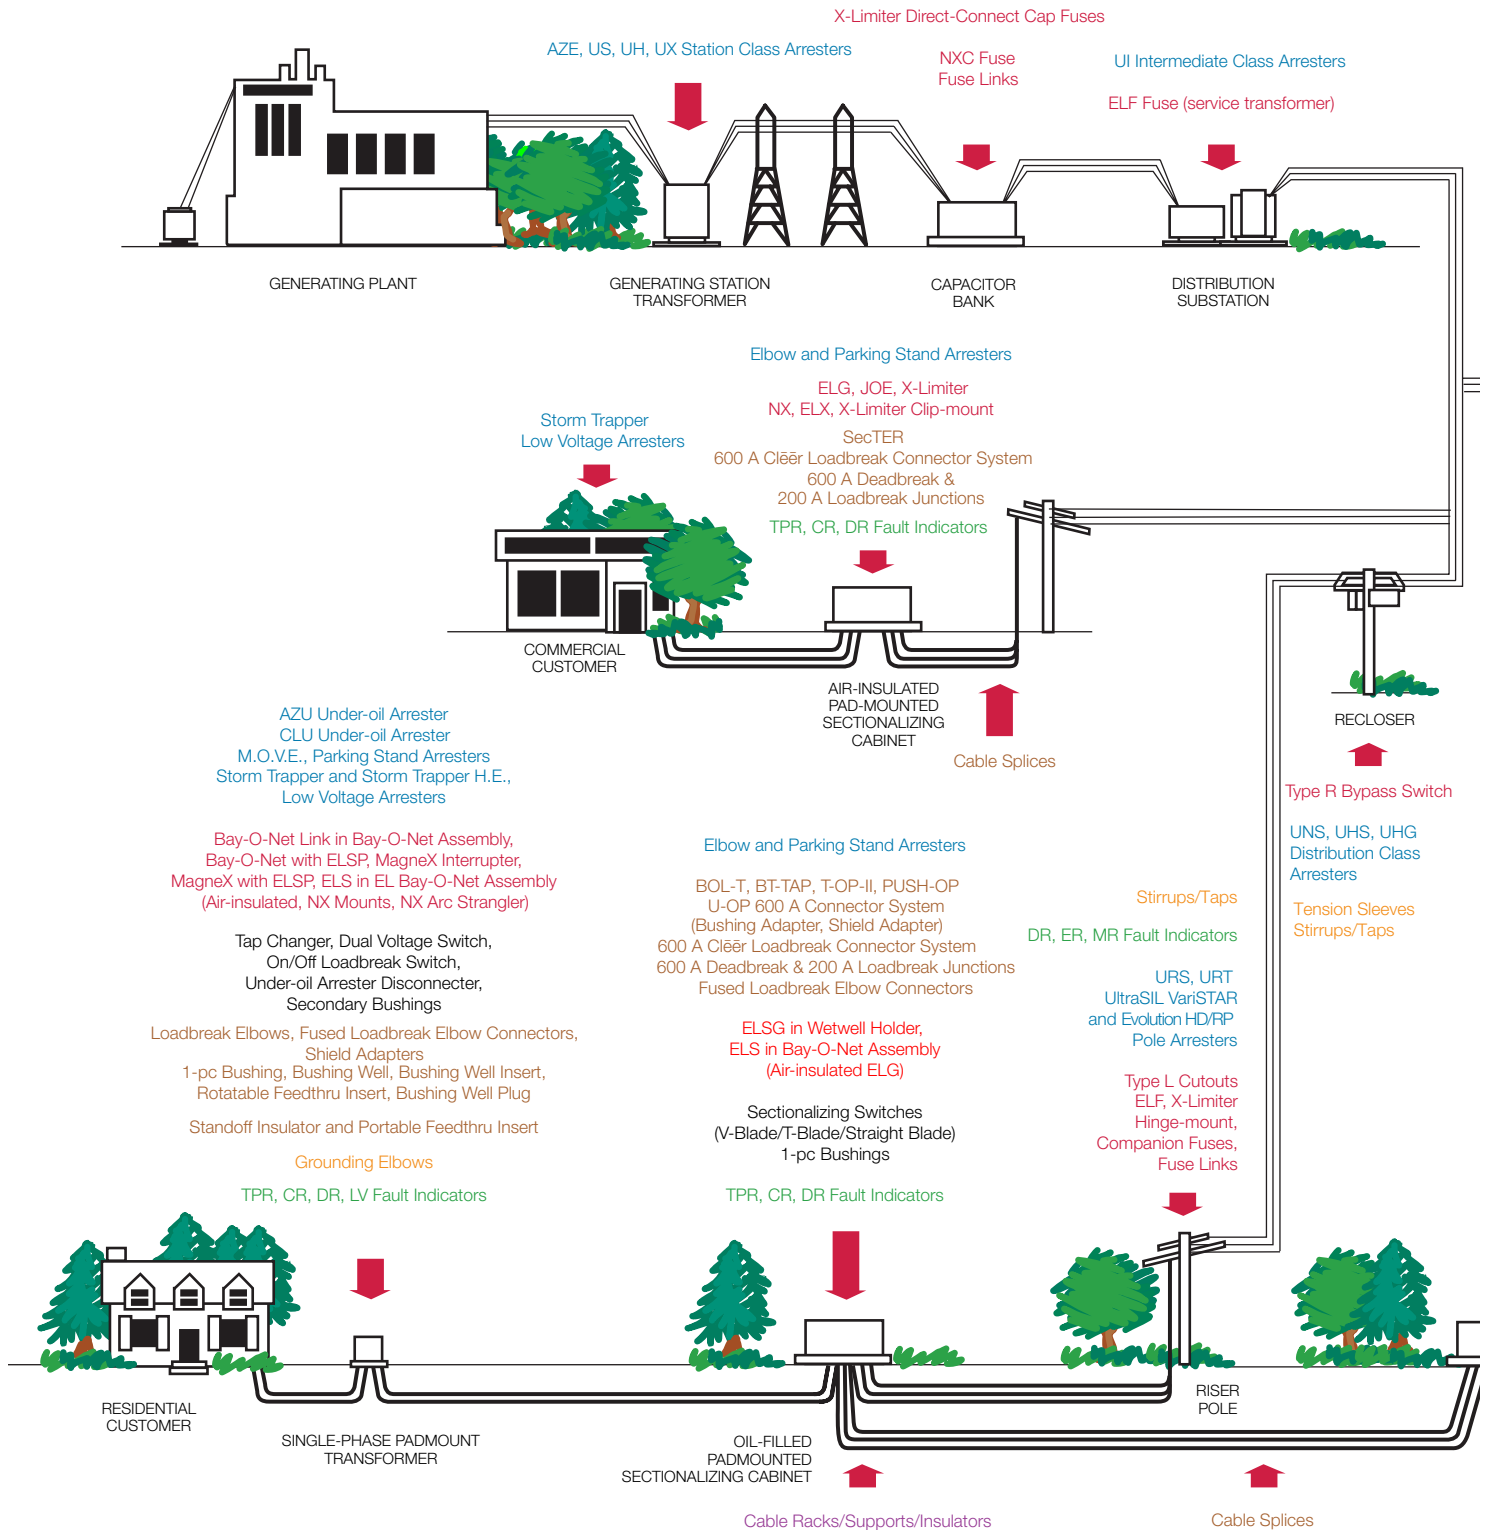 X-Limiter Direct-Connect Cap Fuses
AZE, US, UH, UX Station Class Arresters
NXC Fuse
Fuse Links
UI Intermediate Class Arresters
ELF Fuse (service transformer)
GENERATING PLANT
GENERATING STATION
TRANSFORMER
CAPACITOR
BANK
DISTRIBUTION
SUBSTATION
Elbow and Parking Stand Arresters
ELG, JOE, X-Limiter
NX, ELX, X-Limiter Clip-mount
SecTER
600 A Clēēr Loadbreak Connector System
600 A Deadbreak &
200 A Loadbreak Junctions
TPR, CR, DR Fault Indicators
Storm Trapper
Low Voltage Arresters
COMMERCIAL
CUSTOMER
AIR-INSULATED
PAD-MOUNTED
SECTIONALIZING
CABINET
Cable Splices
RECLOSER
Type R Bypass Switch
UNS, UHS, UHG
Distribution Class
Arresters
Tension Sleeves
Stirrups/Taps
AZU Under-oil Arrester
CLU Under-oil Arrester
M.O.V.E., Parking Stand Arresters
Storm Trapper and Storm Trapper H.E.,
Low Voltage Arresters
Bay-O-Net Link in Bay-O-Net Assembly,
Bay-O-Net with ELSP, MagneX Interrupter,
MagneX with ELSP, ELS in EL Bay-O-Net Assembly
(Air-insulated, NX Mounts, NX Arc Strangler)
Tap Changer, Dual Voltage Switch,
On/Off Loadbreak Switch,
Under-oil Arrester Disconnecter,
Secondary Bushings
Loadbreak Elbows, Fused Loadbreak Elbow Connectors,
Shield Adapters
1-pc Bushing, Bushing Well, Bushing Well Insert,
Rotatable Feedthru Insert, Bushing Well Plug
Standoff Insulator and Portable Feedthru Insert
Grounding Elbows
TPR, CR, DR, LV Fault Indicators
Elbow and Parking Stand Arresters
BOL-T, BT-TAP, T-OP-II, PUSH-OP
U-OP 600 A Connector System
(Bushing Adapter, Shield Adapter)
600 A Clēēr Loadbreak Connector System
600 A Deadbreak & 200 A Loadbreak Junctions
Fused Loadbreak Elbow Connectors
ELSG in Wetwell Holder,
ELS in Bay-O-Net Assembly
(Air-insulated ELG)
Sectionalizing Switches
(V-Blade/T-Blade/Straight Blade)
1-pc Bushings
TPR, CR, DR Fault Indicators
Stirrups/Taps
DR, ER, MR Fault Indicators
URS, URT
UltraSIL VariSTAR
and Evolution HD/RP
Pole Arresters
Type L Cutouts
ELF, X-Limiter
Hinge-mount,
Companion Fuses,
Fuse Links
RESIDENTIAL
CUSTOMER
SINGLE-PHASE PADMOUNT
TRANSFORMER
OIL-FILLED
PADMOUNTED
SECTIONALIZING CABINET
RISER
POLE
Cable Racks/Supports/Insulators
Cable Splices